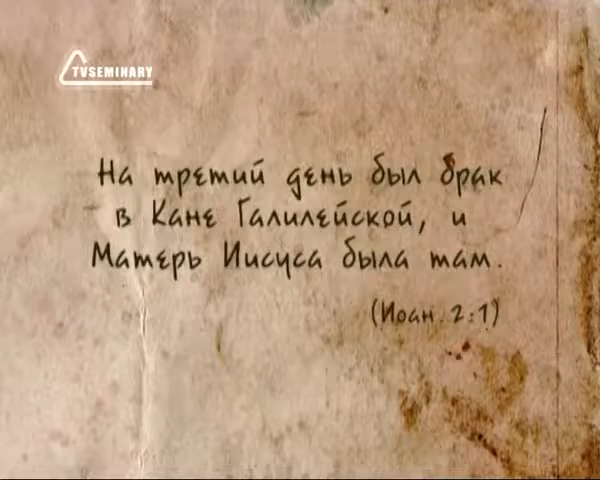 TVSEMINARY
На третий день был брак
в Кане Галилейской, и
Матерь Иисуса была там.
(Иоан. 2:1)